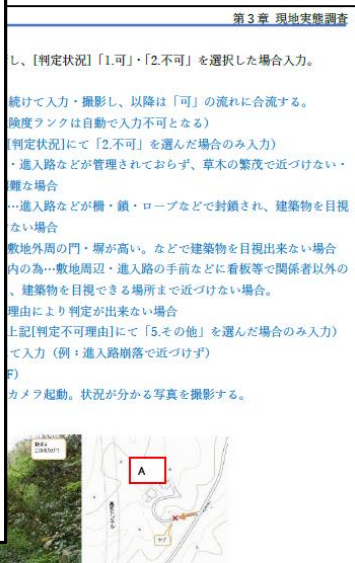 第3章 現地実態調査
し、[判定状況]「1.可」・「2.不可」を選択した場合入力。
続けて入力・撮影し、以降は「可」の流れに合流する。
険度ランクは自動で入力不可となる）
[判定状況]にて「2.不可」を選んだ場合のみ入力）
・進入路などが管理されておらず、草木の繁茂で近づけない・
難な場合
…進入路などが柵・鎖・ロープなどで封鎖され、建築物を目視
ない場合
敷地外周の門・塀が高い。などで建築物を目視出来ない場合
内の為…敷地周辺・進入路の手前などに看板等で関係者以外の
、建築物を目視できる場所まで近づけない場合。
理由により判定が出来ない場合
上記[判定不可理由]にて「5.その他」を選んだ場合のみ入力）
て入力（例：進入路崩落で近づけず）
F）
カメラ起動。状況が分かる写真を撮影する。
A